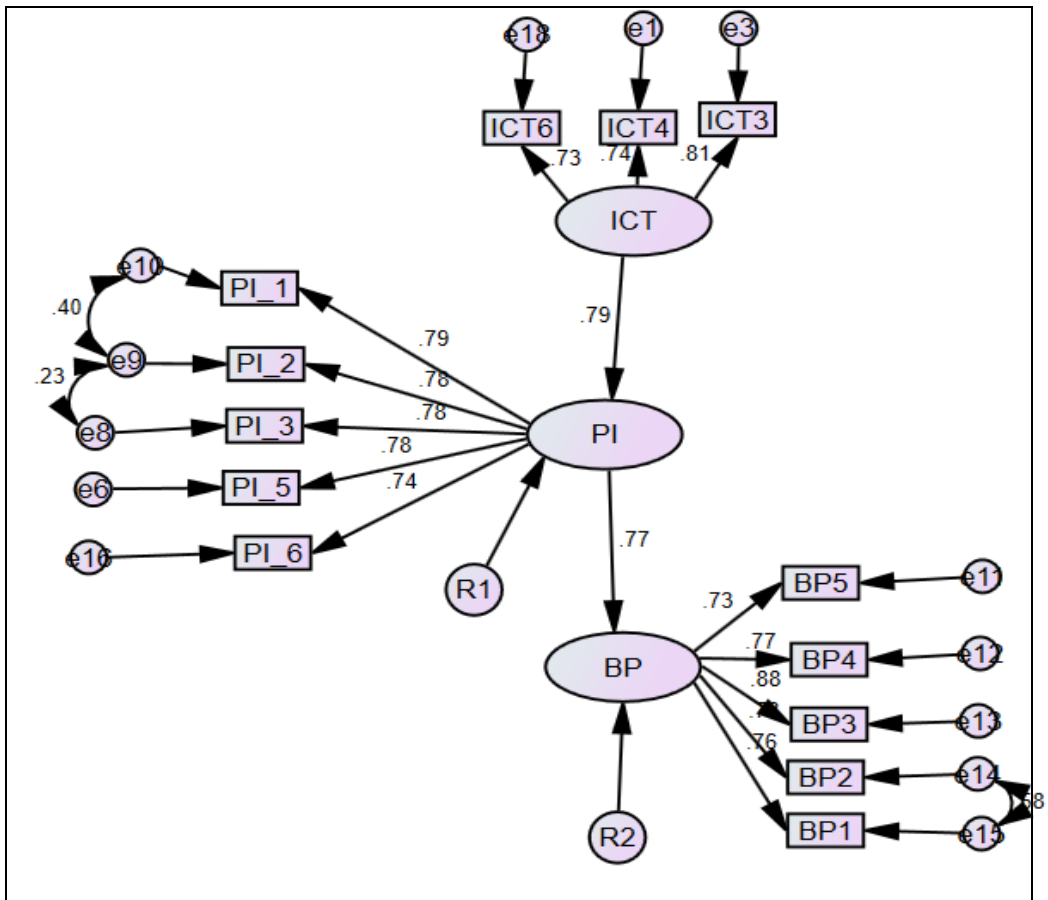 e18
e1
e3
ICT6
ICT4
ICT3
.73
.74
.81
ICT
e10
PI_1
.79
.40
.79
e9
PI_2
.78
.23
e8
PI_3
.78
PI
e6
PI_5
.78
e16
PI_6
.74
R1
.77
BP5
e11
.73
BP
.77
BP4
e12
.88
BP3
e13
.76
BP2
e14
BP1
e15
R2